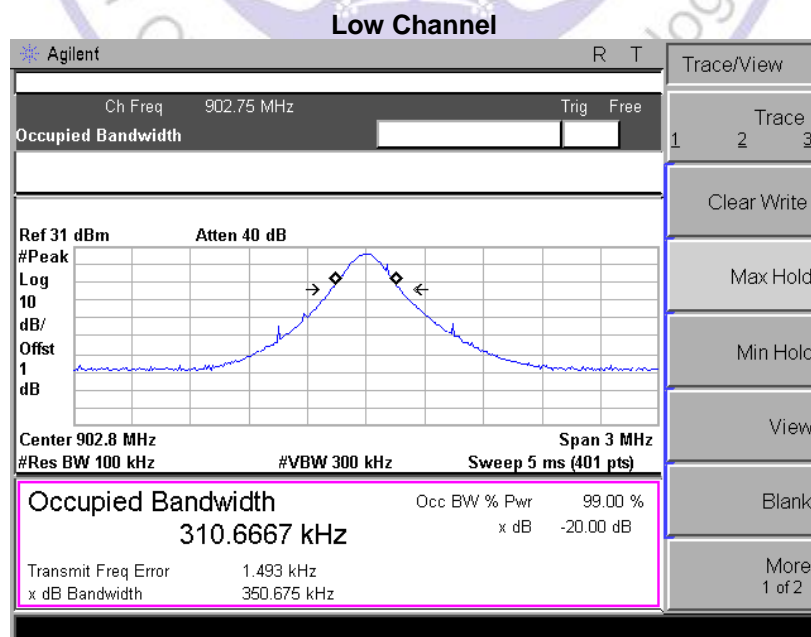 Low Channel
Agilent R T
Trace/View
Ch Freq 902.75 MHz Trig Free
Occupied Bandwidth
Trace
1 2 3
Clear Write
Ref 31 dBm Atten 40 dB
#Peak
Log
10
dB/
Offst
1
dB
Max Hold
Min Hold
View
Center 902.8 MHz Span 3 MHz
#Res BW 100 kHz #VBW 300 kHz Sweep 5 ms (401 pts)
Occupied Bandwidth
310.6667 kHz
Occ BW % Pwr 99.00 %
x dB -20.00 dB
Blank
Transmit Freq Error 1.493 kHz
x dB Bandwidth 350.675 kHz
More
1 of 2